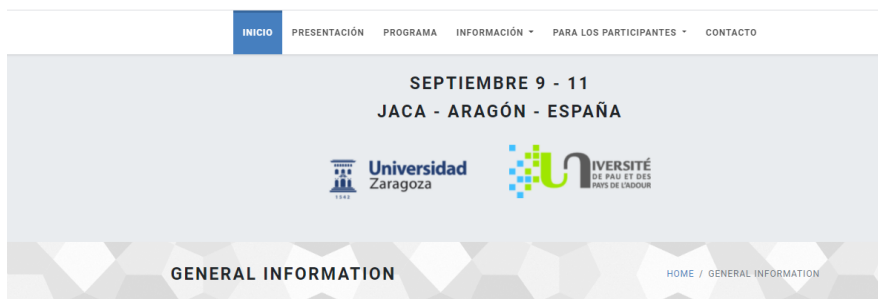 INICIO PRESENTACIÓN PROGRAMA INFORMACIÓN PARA LOS PARTICIPANTES CONTACTO
SEPTIEMBRE 9 - 11
JACA - ARAGÓN - ESPAÑA
Universidad
Zaragoza
1542
UNIVERSITÉ
DE PAU ET DES
PAYS DE L'ADOUR
GENERAL INFORMATION
HOME / GENERAL INFORMATION